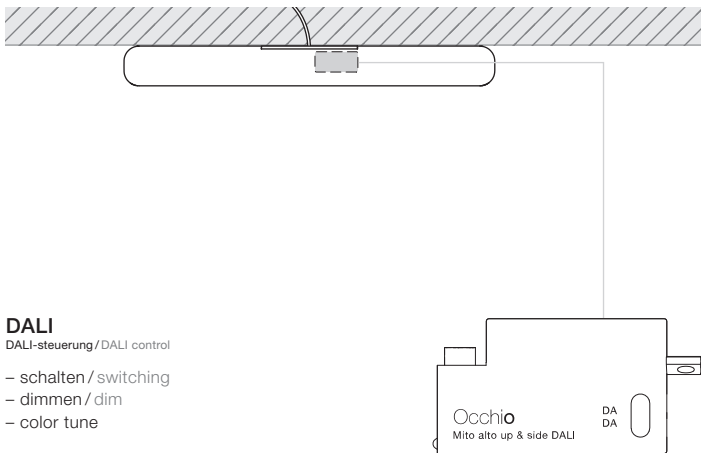 DALI
DALI-steuerung / DALI control
– schalten / switching
– dimmen / dim
– color tune
Occhio
Mito alto up & side DALI
DA
DA